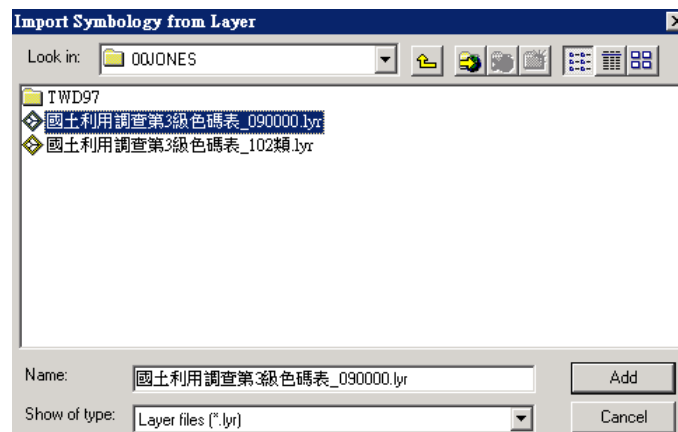 Import Symbology from Layer
Look in: 00JONES
TWD97
國土利用調查第3級色碼表_090000.lyr
國土利用調查第3級色碼表_102類.lyr
Name: 國土利用調查第3級色碼表_090000.lyr Add
Show of type: Layer files (*.lyr) Cancel